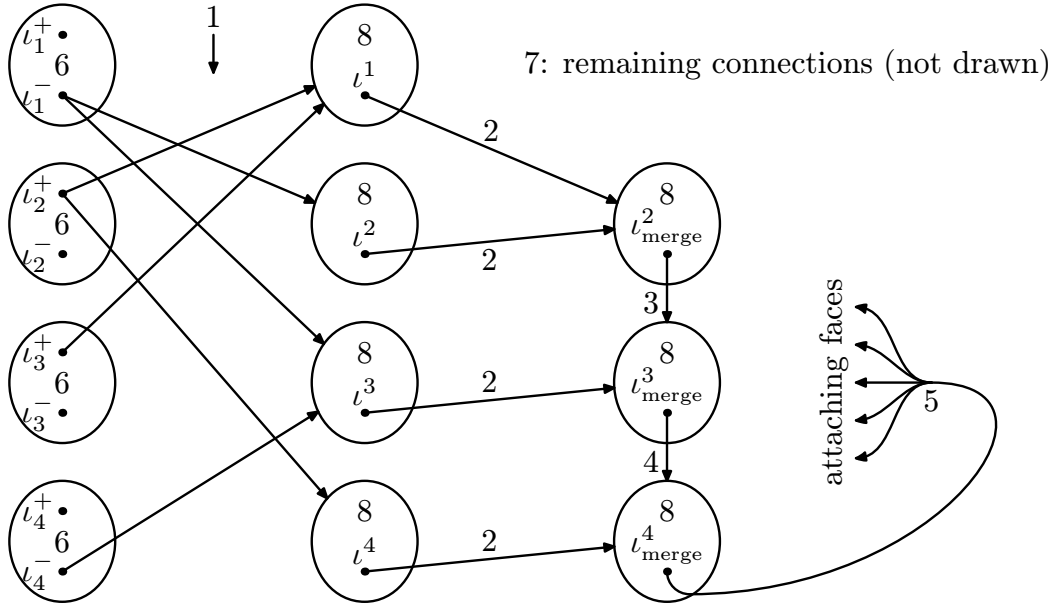 1
7: remaining connections (not drawn)
ι₁⁺
6
ι₁⁻
8
ι¹
2
ι₂⁺
6
ι₂⁻
8
ι²
2
8
ι²merge
3
ι₃⁺
6
ι₃⁻
8
ι³
2
8
ι³merge
4
attaching faces
5
ι₄⁺
6
ι₄⁻
8
ι⁴
2
8
ι⁴merge